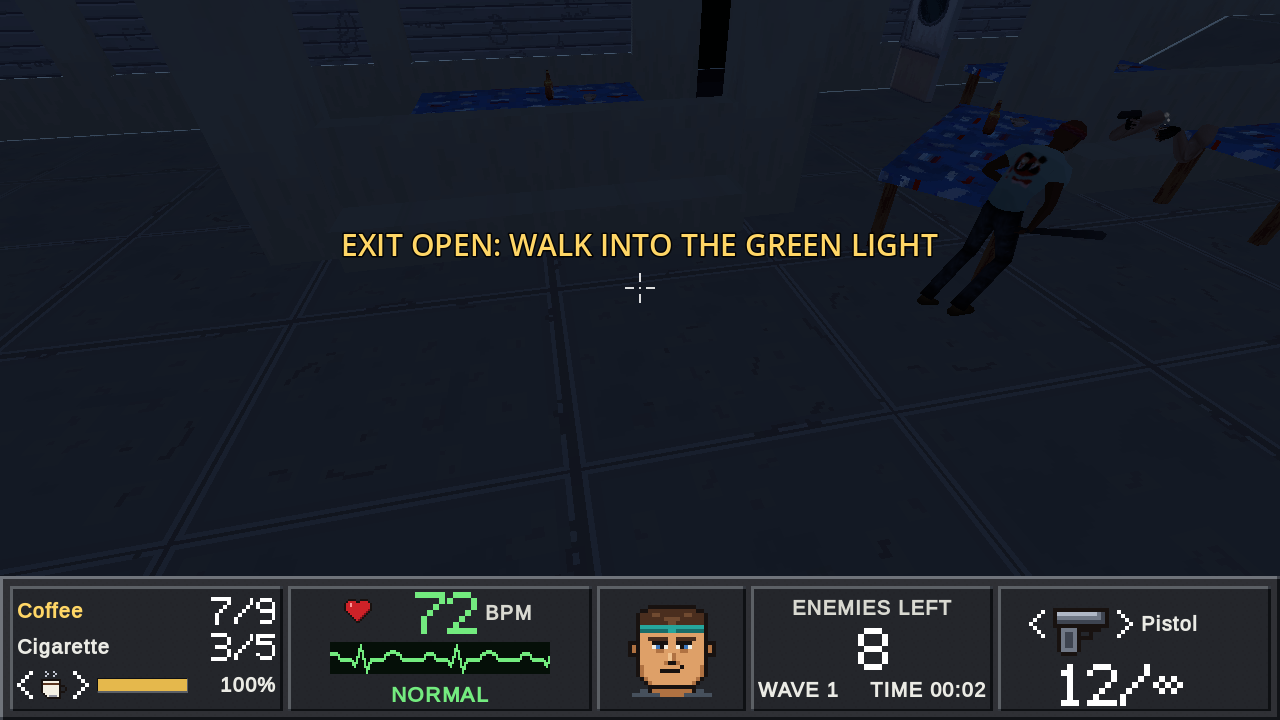 EXIT OPEN: WALK INTO THE GREEN LIGHT
Coffee 7/9
Cigarette 3/5
100%
72 BPM
NORMAL
ENEMIES LEFT
8
WAVE 1 TIME 00:02
Pistol
12/∞